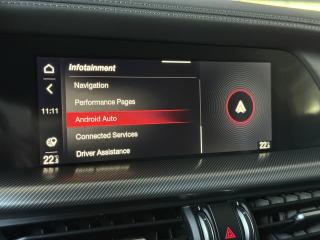 Infotainment
Navigation
Performance Pages
11:11
Android Auto
Connected Services
Driver Assistance
22
22